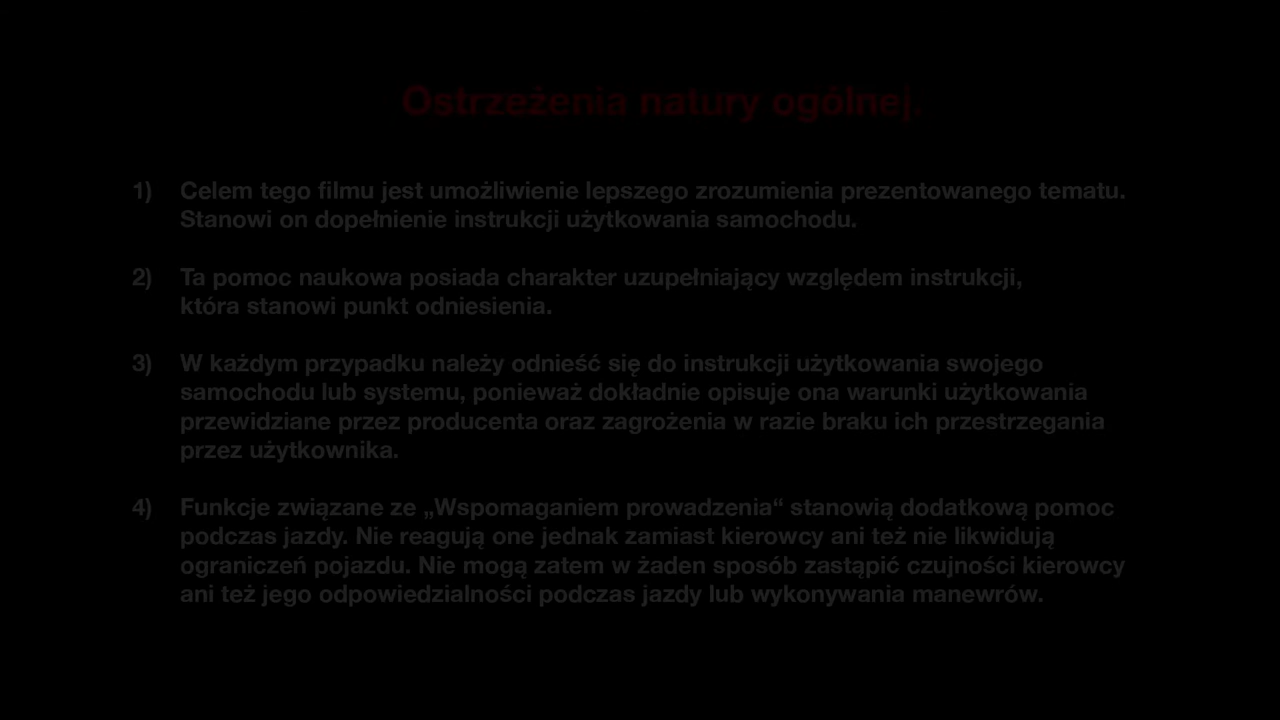 Ostrzeżenia natury ogólnej.
1) Celem tego filmu jest umożliwienie lepszego zrozumienia prezentowanego tematu.
Stanowi on dopełnienie instrukcji użytkowania samochodu.
2) Ta pomoc naukowa posiada charakter uzupełniający względem instrukcji,
która stanowi punkt odniesienia.
3) W każdym przypadku należy odnieść się do instrukcji użytkowania swojego
samochodu lub systemu, ponieważ dokładnie opisuje ona warunki użytkowania
przewidziane przez producenta oraz zagrożenia w razie braku ich przestrzegania
przez użytkownika.
4) Funkcje związane ze „Wspomaganiem prowadzenia“ stanowią dodatkową pomoc
podczas jazdy. Nie reagują one jednak zamiast kierowcy ani też nie likwidują
ograniczeń pojazdu. Nie mogą zatem w żaden sposób zastąpić czujności kierowcy
ani też jego odpowiedzialności podczas jazdy lub wykonywania manewrów.